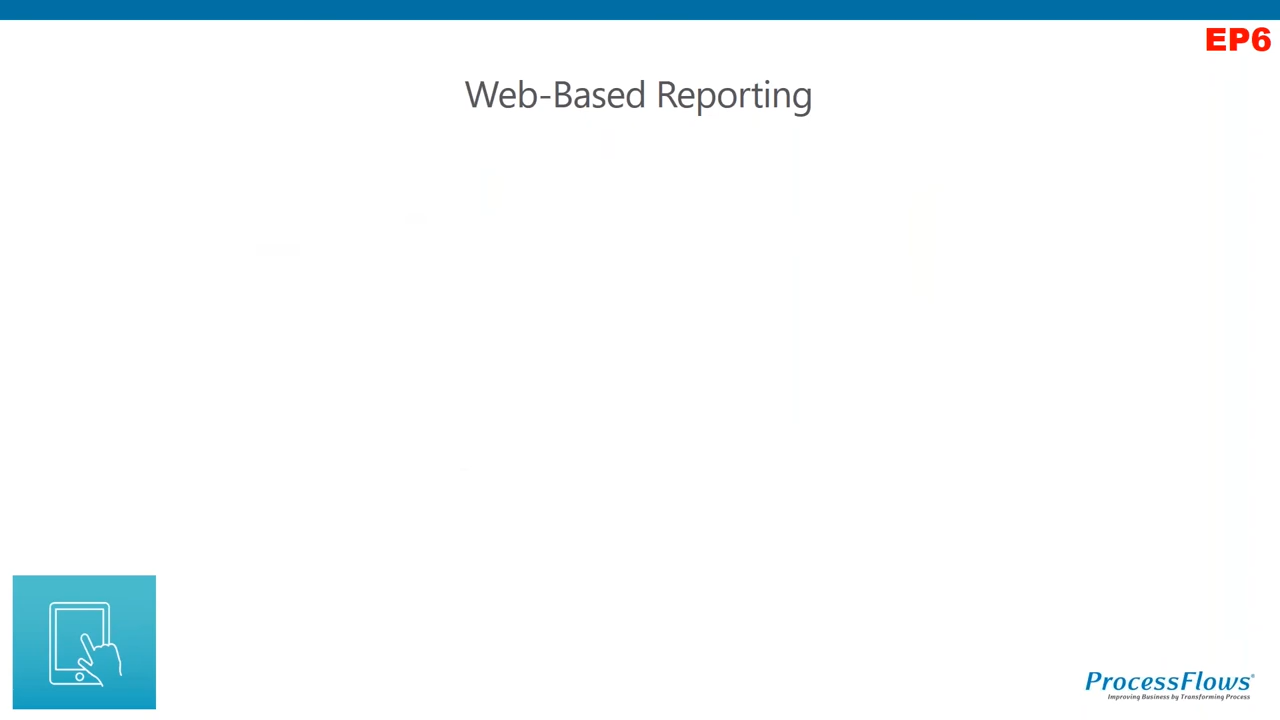 EP6
Web-Based Reporting
ProcessFlows®
Improving Business by Transforming Process